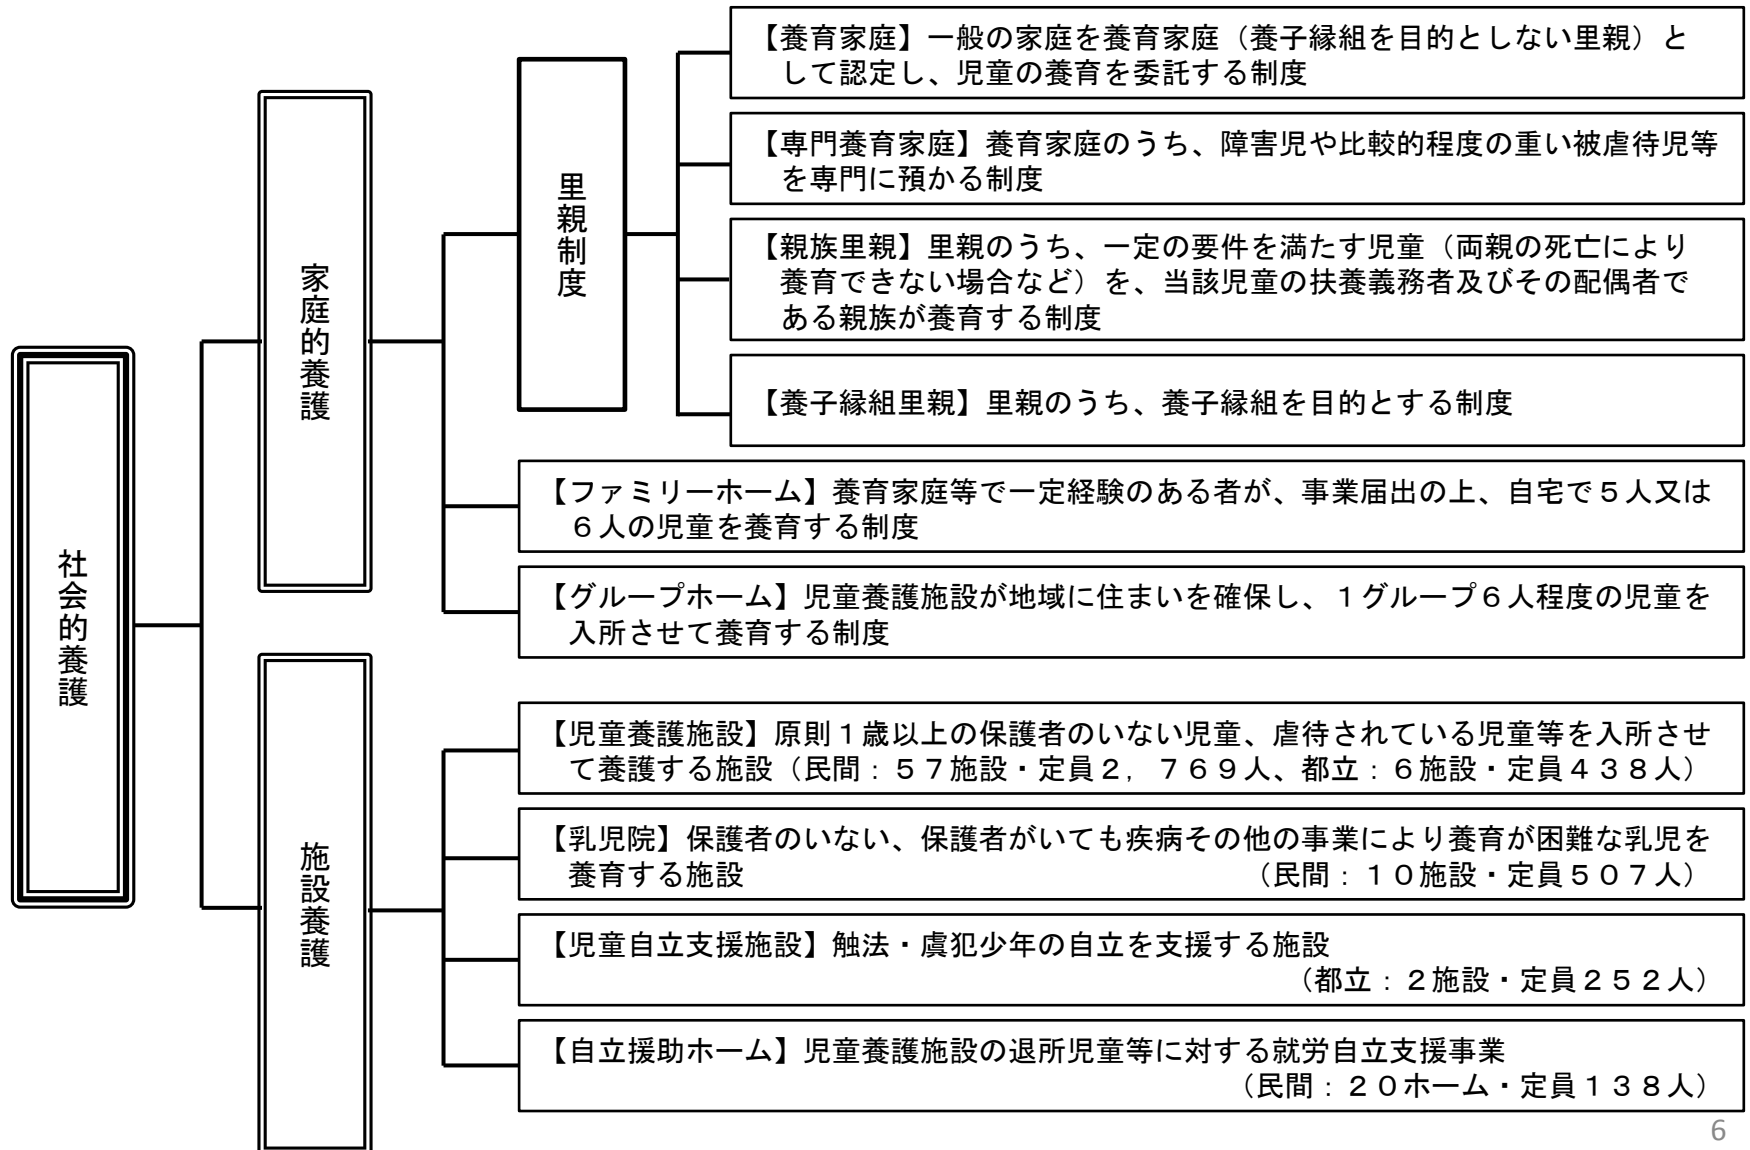 社会的養護
家庭的養護
里親制度
【養育家庭】一般の家庭を養育家庭（養子縁組を目的としない里親）と
して認定し、児童の養育を委託する制度
【専門養育家庭】養育家庭のうち、障害児や比較的程度の重い被虐待児等
を専門に預かる制度
【親族里親】里親のうち、一定の要件を満たす児童（両親の死亡により
養育できない場合など）を、当該児童の扶養義務者及びその配偶者で
ある親族が養育する制度
【養子縁組里親】里親のうち、養子縁組を目的とする制度
【ファミリーホーム】養育家庭等で一定経験のある者が、事業届出の上、自宅で５人又は
６人の児童を養育する制度
【グループホーム】児童養護施設が地域に住まいを確保し、１グループ６人程度の児童を
入所させて養育する制度
施設養護
【児童養護施設】原則１歳以上の保護者のいない児童、虐待されている児童等を入所させ
て養護する施設（民間：５７施設・定員２，７６９人、都立：６施設・定員４３８人）
【乳児院】保護者のいない、保護者がいても疾病その他の事業により養育が困難な乳児を
養育する施設　（民間：１０施設・定員５０７人）
【児童自立支援施設】触法・虞犯少年の自立を支援する施設
（都立：２施設・定員２５２人）
【自立援助ホーム】児童養護施設の退所児童等に対する就労自立支援事業
（民間：２０ホーム・定員１３８人）
6